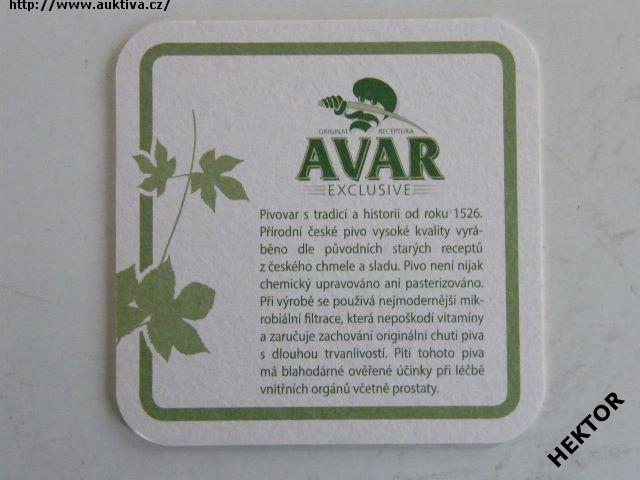 http://www.auktiva.cz/
ORIGINAL RECEPTURA
AVAR
EXCLUSIVE
Pivovar s tradicí a historii od roku 1526.
Přírodní české pivo vysoké kvality vyrá-
běno dle původních starých receptů
z českého chmele a sladu. Pivo není nijak
chemický upravováno ani pasterizováno.
Při výrobě se používá nejmodernější mik-
robiální filtrace, která nepoškodí vitamíny
a zaručuje zachování originální chuti piva
s dlouhou trvanlivostí. Pití tohoto piva
má blahodárné ověřené účinky při léčbě
vnitřních orgánů včetně prostaty.
HEKTOR